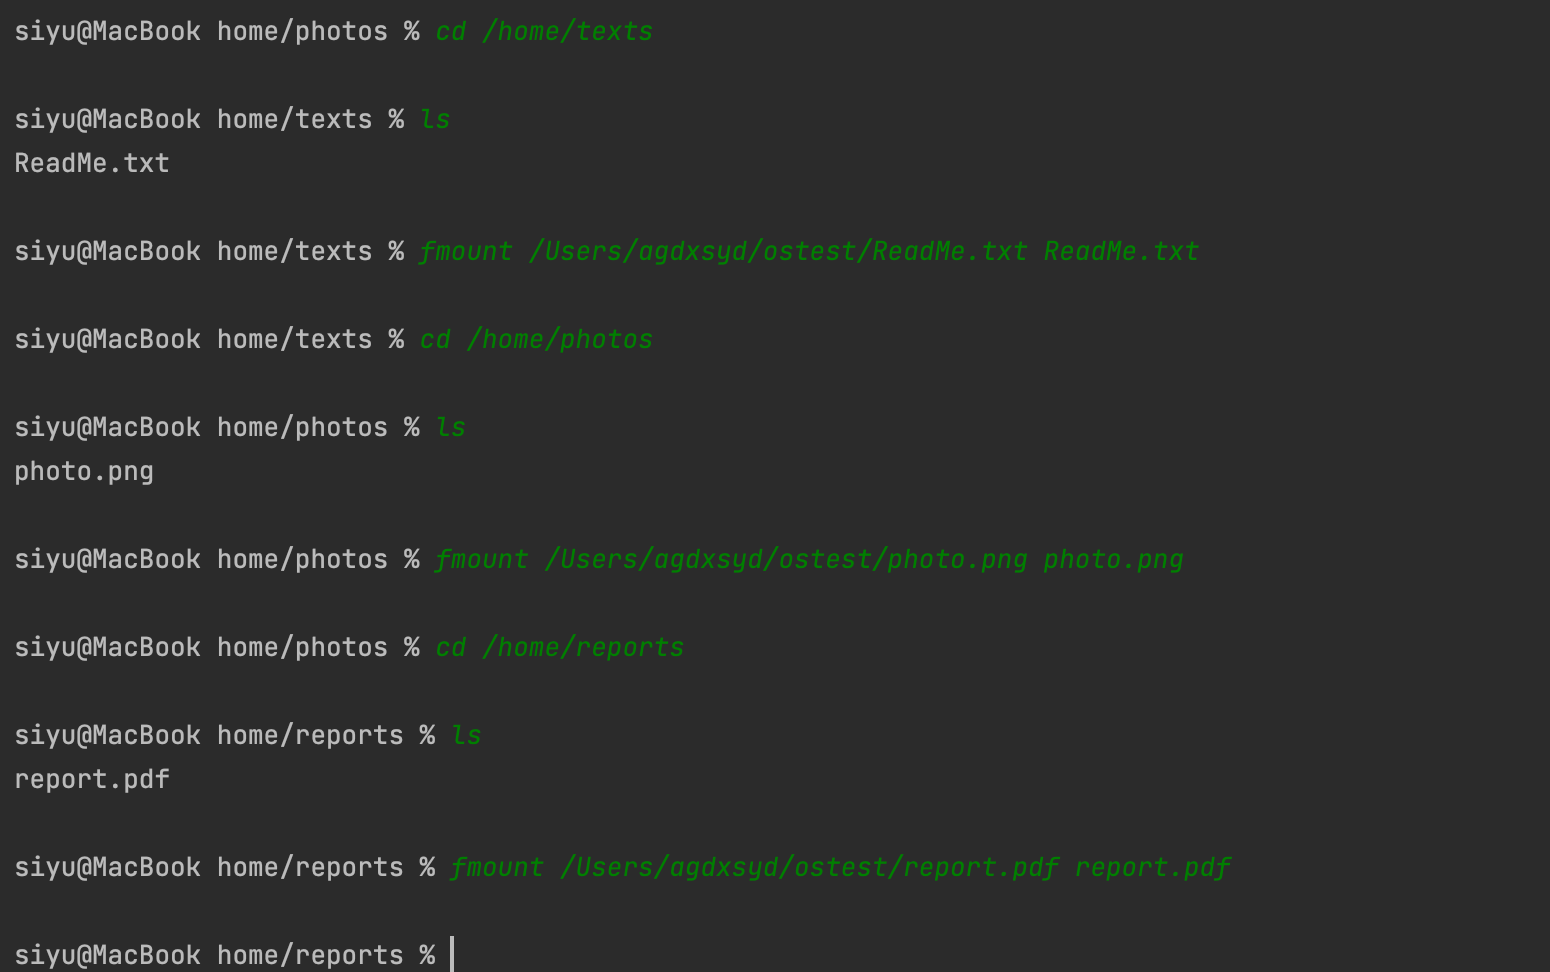 siyu@MacBook home/photos % cd /home/texts
siyu@MacBook home/texts % ls
ReadMe.txt
siyu@MacBook home/texts % fmount /Users/agdxsyd/ostest/ReadMe.txt ReadMe.txt
siyu@MacBook home/texts % cd /home/photos
siyu@MacBook home/photos % ls
photo.png
siyu@MacBook home/photos % fmount /Users/agdxsyd/ostest/photo.png photo.png
siyu@MacBook home/photos % cd /home/reports
siyu@MacBook home/reports % ls
report.pdf
siyu@MacBook home/reports % fmount /Users/agdxsyd/ostest/report.pdf report.pdf
siyu@MacBook home/reports %